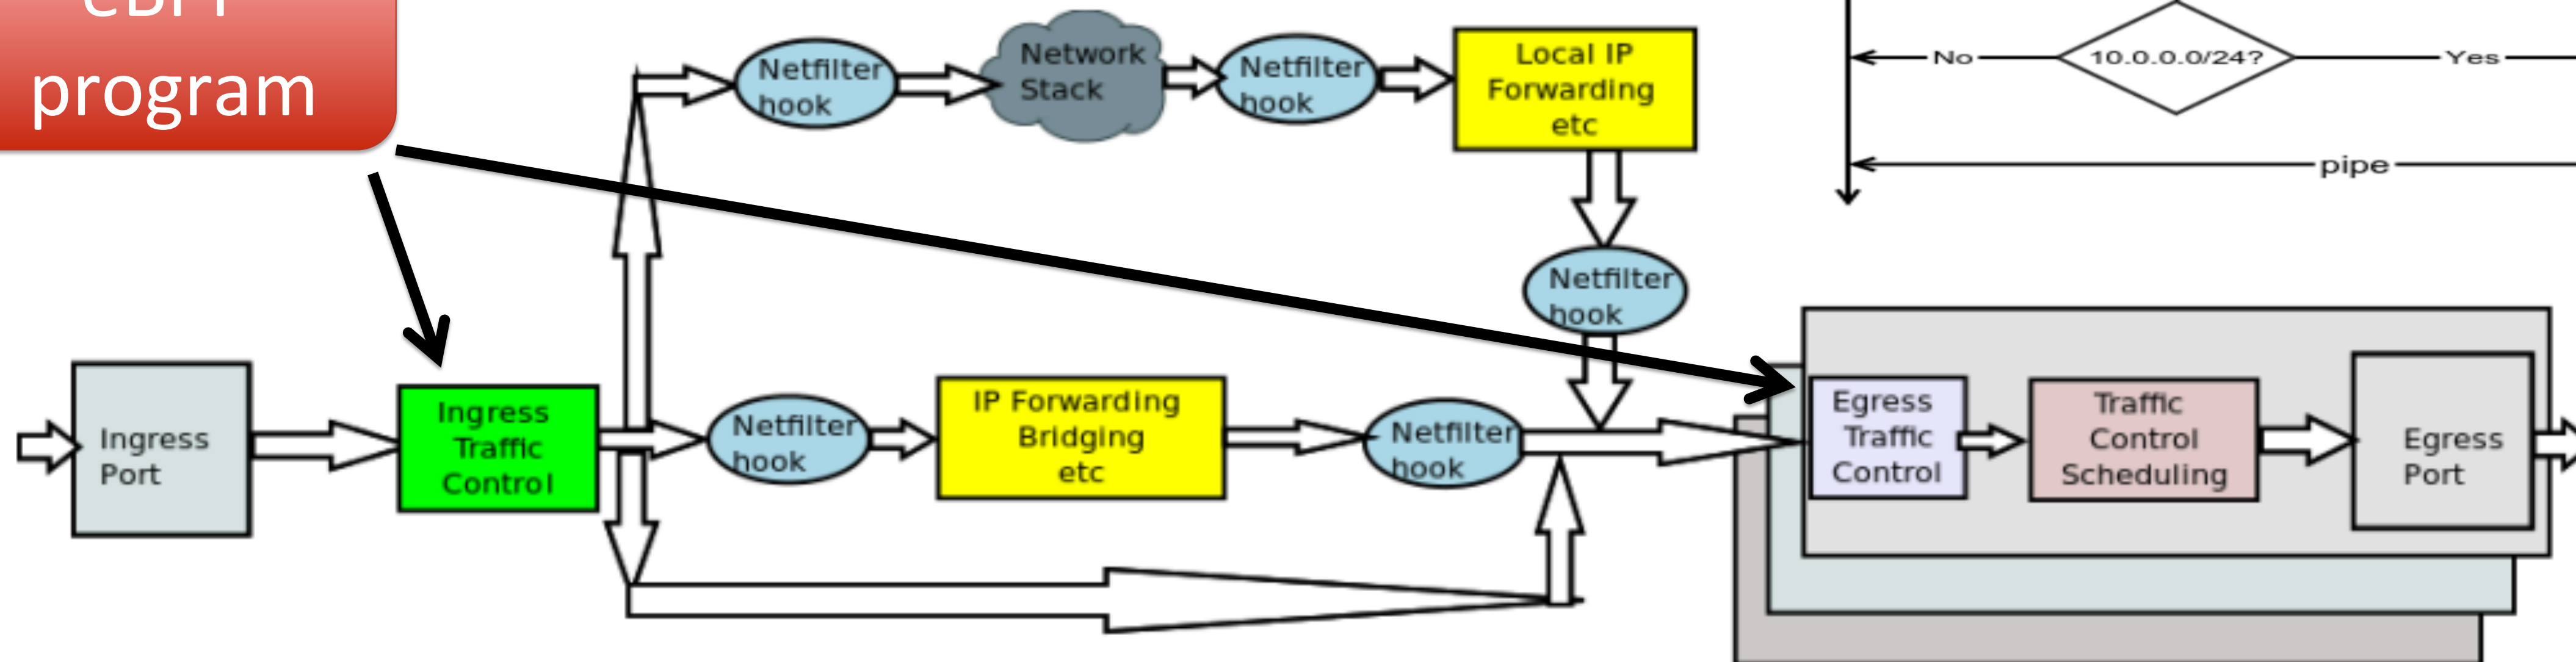 program
Netfilter
hook
Network
Stack
Netfilter
hook
Local IP
Forwarding
etc
No
10.0.0.0/24?
Yes
pipe
Netfilter
hook
Ingress
Port
Ingress
Traffic
Control
Netfilter
hook
IP Forwarding
Bridging
etc
Netfilter
hook
Egress
Traffic
Control
Traffic
Control
Scheduling
Egress
Port